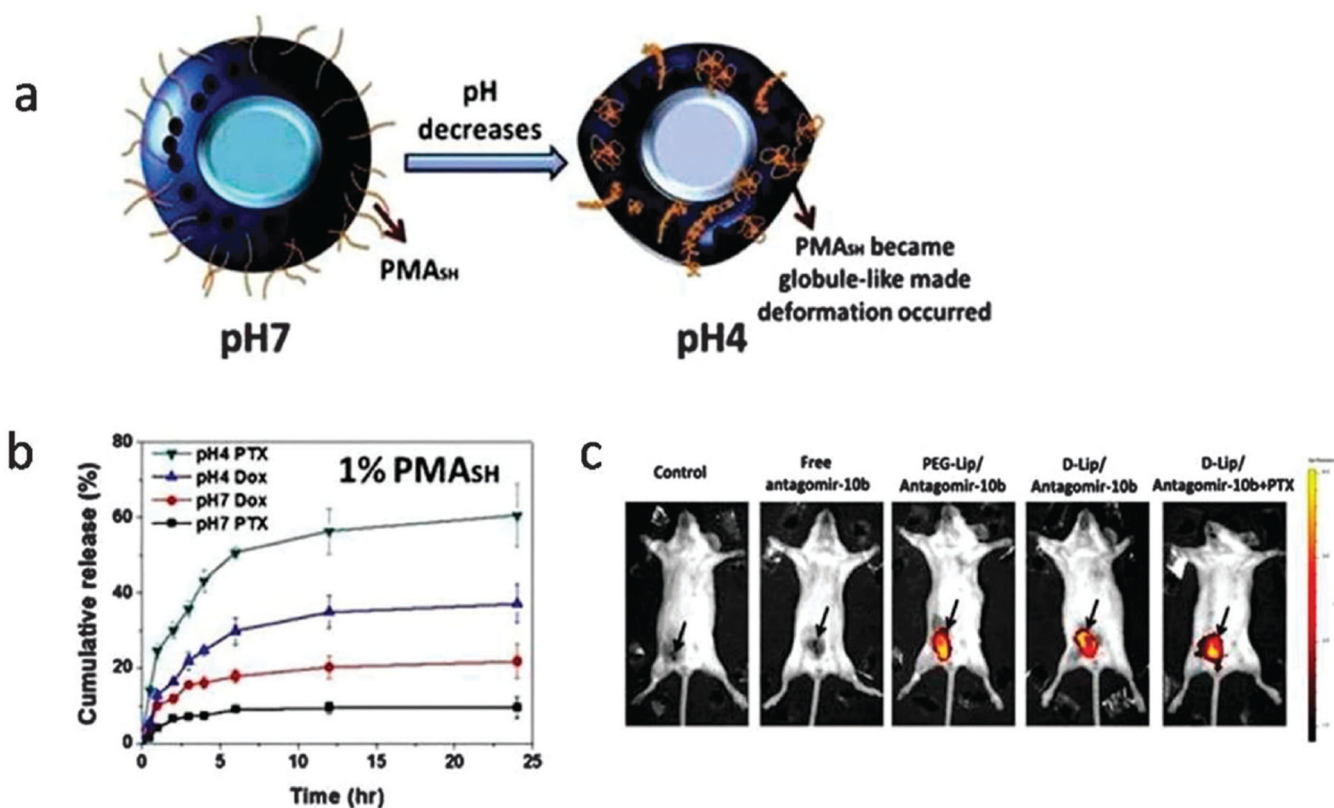 a
pH
decreases
PMASH
PMASH became
globule-like made
deformation occurred
pH7
pH4
b
80
60
40
20
0
Cumulative release (%)
pH4 PTX
pH4 Dox
pH7 Dox
pH7 PTX
1% PMASH
0 5 10 15 20 25
Time (hr)
c
Control
Free
antagomir-10b
PEG-Lip/
Antagomir-10b
D-Lip/
Antagomir-10b
D-Lip/
Antagomir-10b+PTX